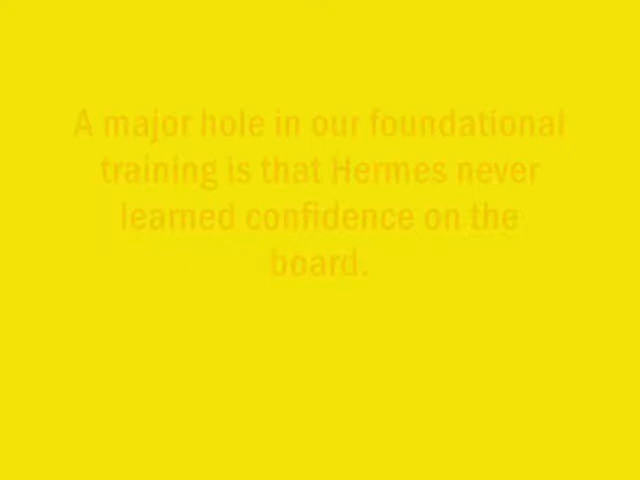 A major hole in our foundational
training is that Hermes never
learned confidence on the
board.